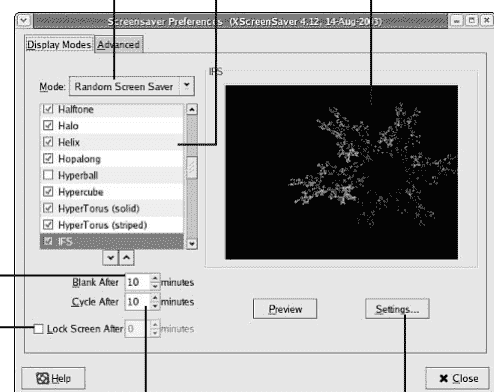 Screensaver Preferences (XScreenSaver 4.12, 14-Aug-2003)
Display Modes Advanced
Mode: Random Screen Saver
IFS
Halftone
Halo
Helix
Hopalong
Hyperball
Hypercube
HyperTorus (solid)
HyperTorus (striped)
IFS
Blank After 10 minutes
Cycle After 10 minutes
Lock Screen After 0 minutes
Preview
Settings...
Help
Close